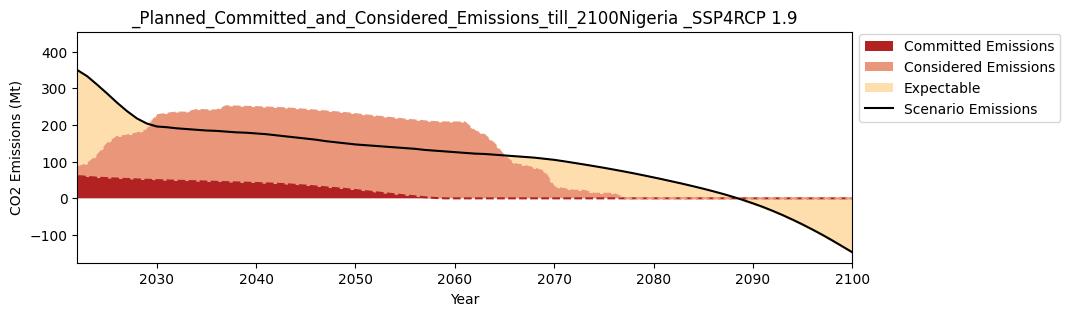 _Planned_Committed_and_Considered_Emissions_till_2100Nigeria _SSP4RCP 1.9
400
300
200
100
0
−100
CO2 Emissions (Mt)
2030 2040 2050 2060 2070 2080 2090 2100
Year
Committed Emissions
Considered Emissions
Expectable
Scenario Emissions